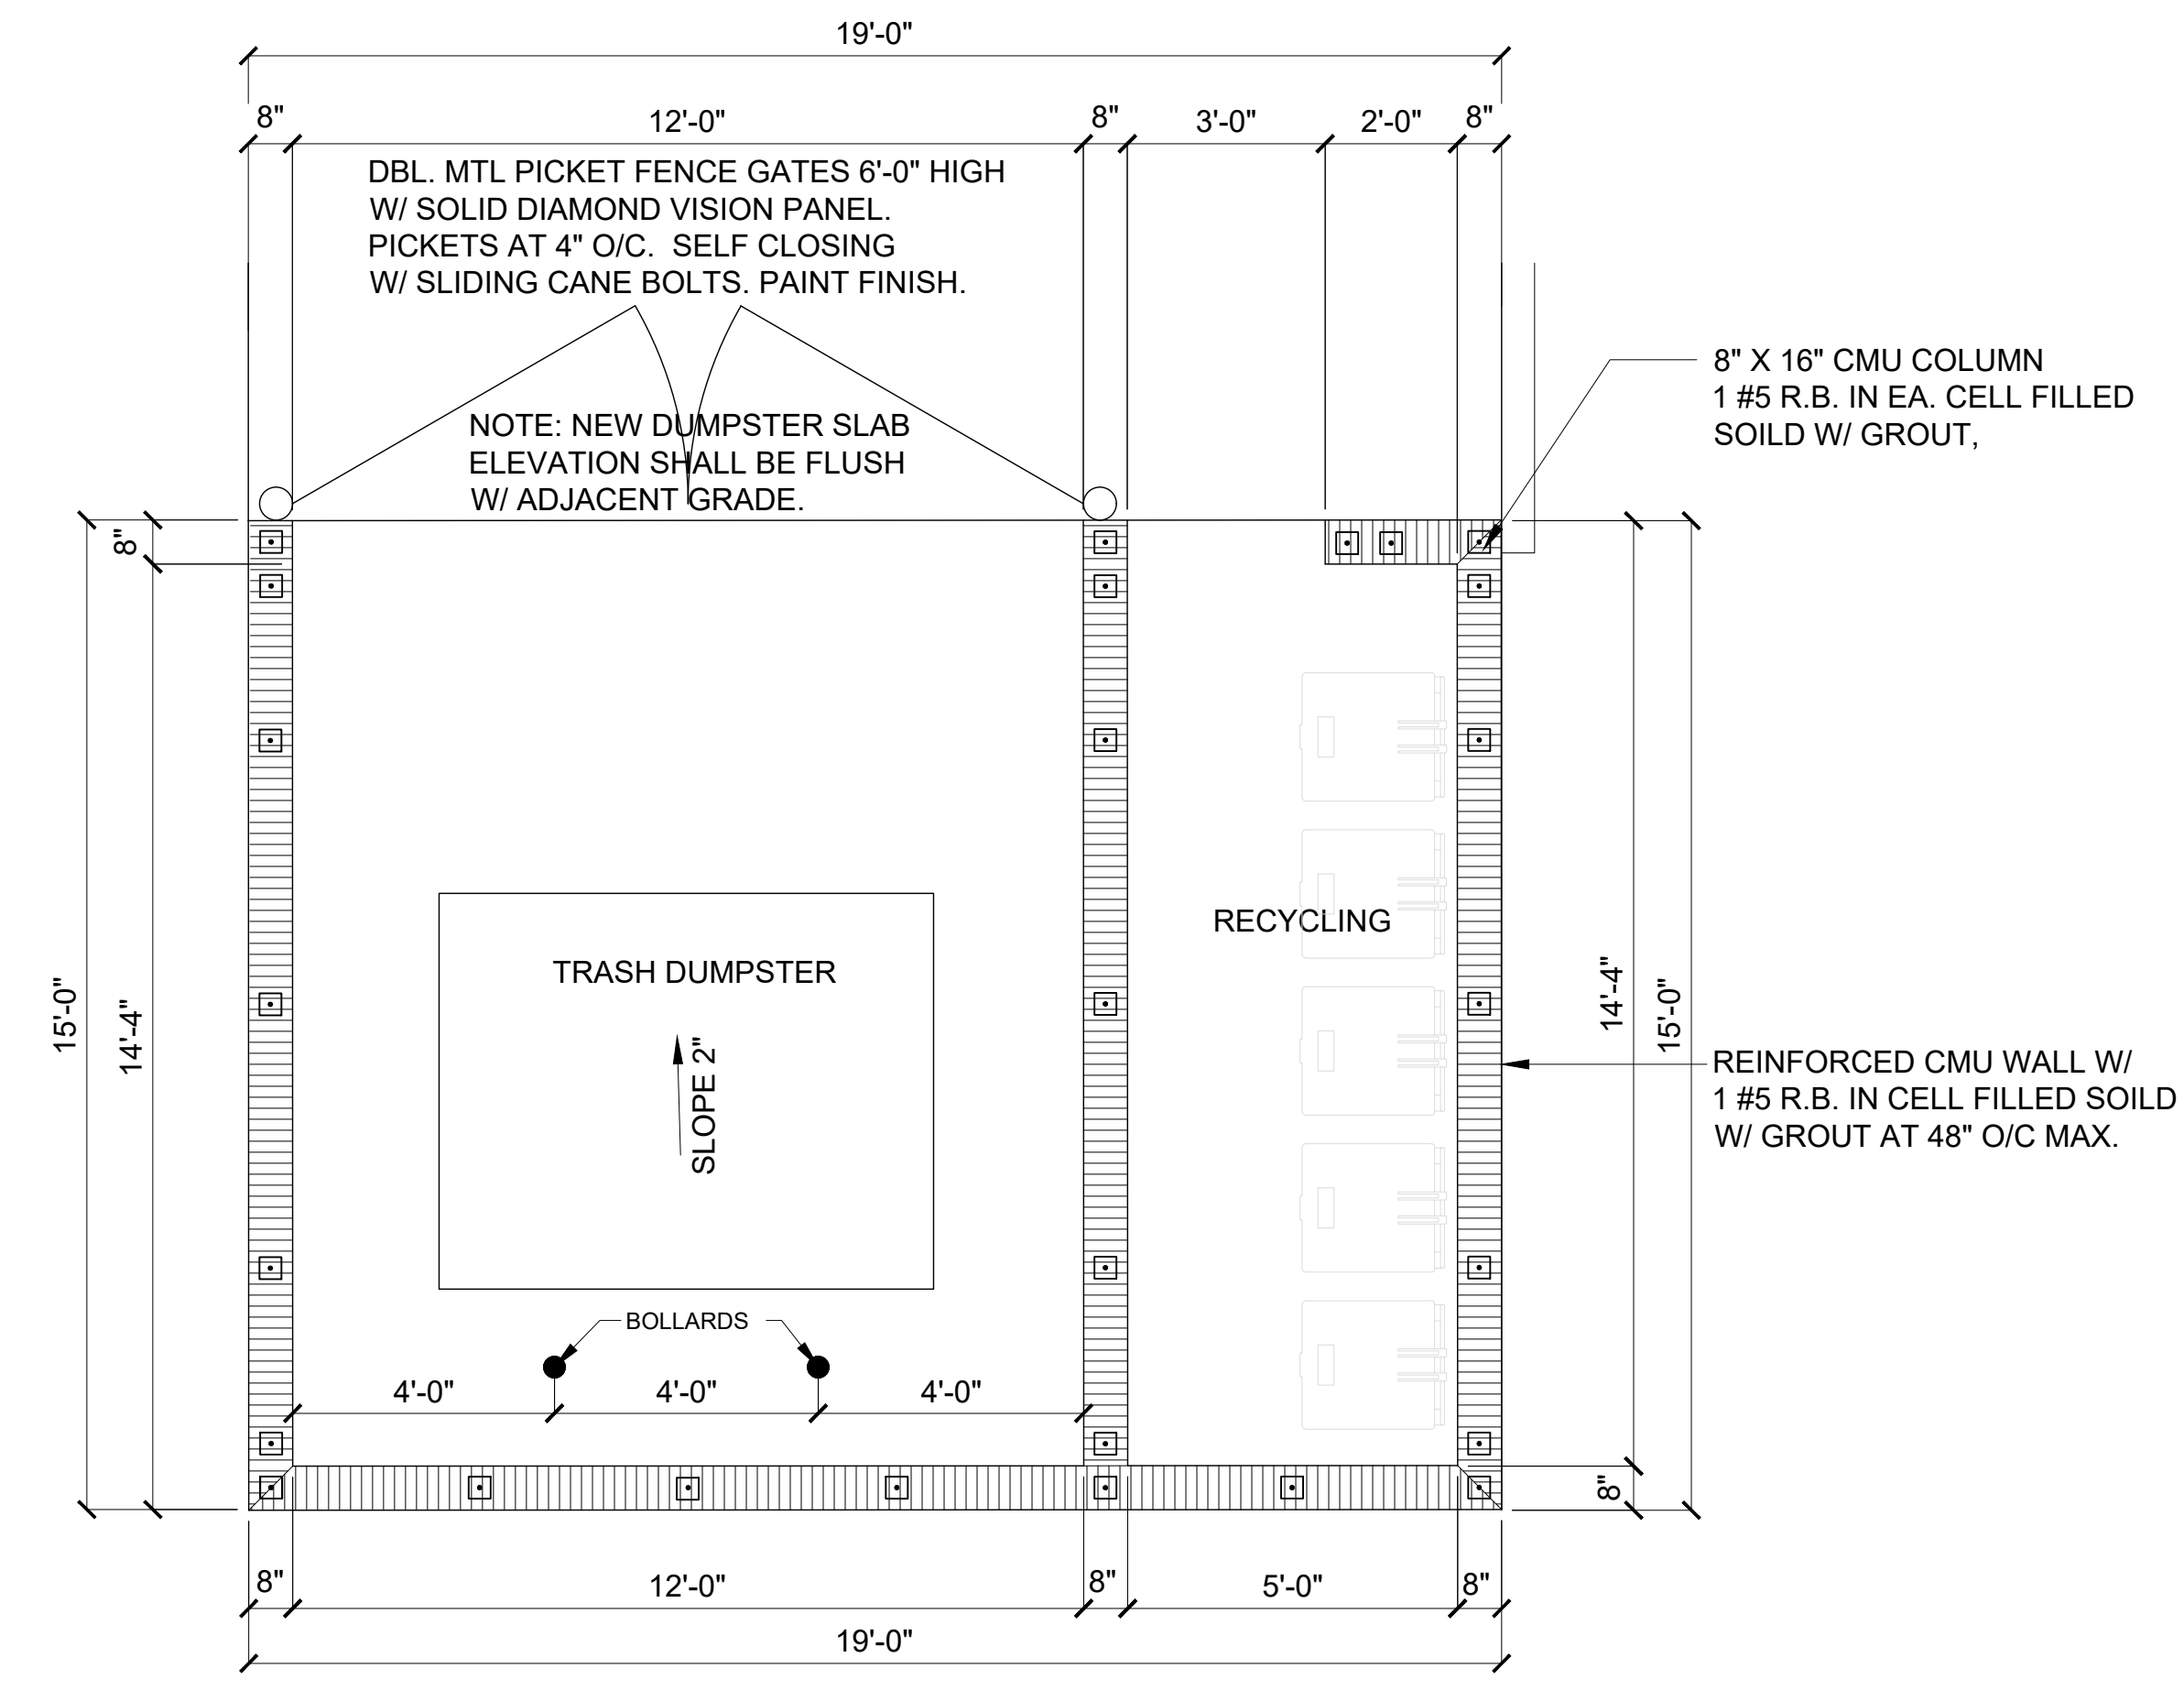 19'-0"
8"
12'-0"
8"
3'-0"
2'-0"
8"
DBL. MTL PICKET FENCE GATES 6'-0" HIGH
W/ SOLID DIAMOND VISION PANEL.
PICKETS AT 4" O/C.  SELF CLOSING
W/ SLIDING CANE BOLTS. PAINT FINISH.
8" X 16" CMU COLUMN
1 #5 R.B. IN EA. CELL FILLED
SOILD W/ GROUT,
NOTE: NEW DUMPSTER SLAB
ELEVATION SHALL BE FLUSH
W/ ADJACENT GRADE.
8"
RECYCLING
TRASH DUMPSTER
SLOPE 2"
15'-0"
14'-4"
14'-4"
15'-0"
REINFORCED CMU WALL W/
1 #5 R.B. IN CELL FILLED SOILD
W/ GROUT AT 48" O/C MAX.
BOLLARDS
4'-0"
4'-0"
4'-0"
8"
8"
12'-0"
8"
5'-0"
8"
19'-0"